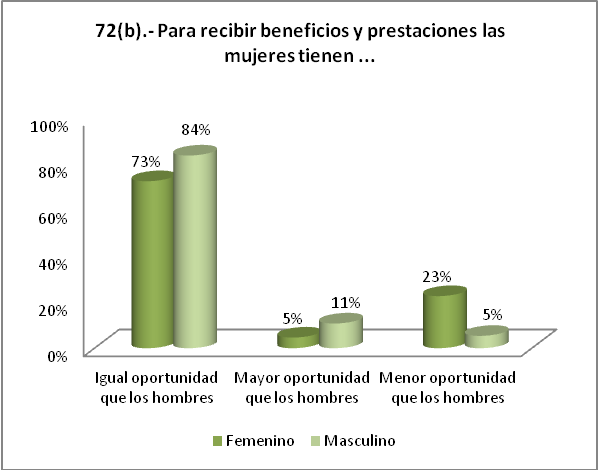 72(b).- Para recibir beneficios y prestaciones las
mujeres tienen ...
100%
80%
60%
40%
20%
0%
73%
84%
5%
11%
23%
5%
Igual oportunidad
que los hombres
Mayor oportunidad
que los hombres
Menor oportunidad
que los hombres
Femenino
Masculino